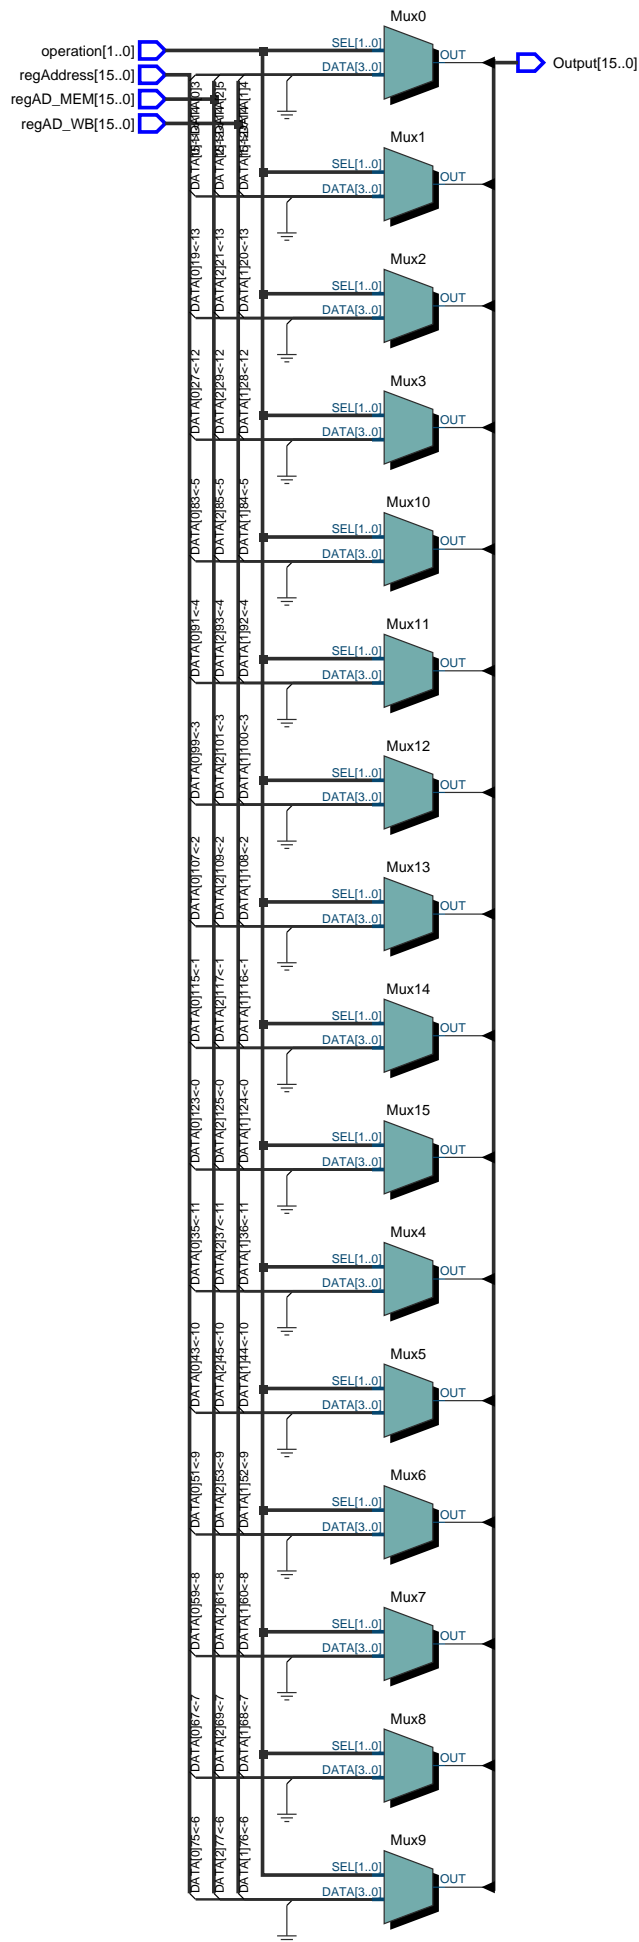 Mux0
operation[1..0]
SEL[1..0]
OUT
Output[15..0]
regAddress[15..0]
DATA[3..0]
regAD_MEM[15..0]
regAD_WB[15..0]
Mux1
SEL[1..0]
OUT
DATA[3..0]
DATA[0]19<-13
DATA[2]21<-13
DATA[1]20<-13
Mux2
SEL[1..0]
OUT
DATA[3..0]
DATA[0]27<-12
DATA[2]29<-12
DATA[1]28<-12
Mux3
SEL[1..0]
OUT
DATA[3..0]
DATA[0]83<-5
DATA[2]85<-5
DATA[1]84<-5
Mux10
SEL[1..0]
OUT
DATA[3..0]
DATA[0]91<-4
DATA[2]93<-4
DATA[1]92<-4
Mux11
SEL[1..0]
OUT
DATA[3..0]
DATA[0]99<-3
DATA[2]101<-3
DATA[1]100<-3
Mux12
SEL[1..0]
OUT
DATA[3..0]
DATA[0]107<-2
DATA[2]109<-2
DATA[1]108<-2
Mux13
SEL[1..0]
OUT
DATA[3..0]
DATA[0]115<-1
DATA[2]117<-1
DATA[1]116<-1
Mux14
SEL[1..0]
OUT
DATA[3..0]
DATA[0]123<-0
DATA[2]125<-0
DATA[1]124<-0
Mux15
SEL[1..0]
OUT
DATA[3..0]
DATA[0]35<-11
DATA[2]37<-11
DATA[1]36<-11
Mux4
SEL[1..0]
OUT
DATA[3..0]
DATA[0]43<-10
DATA[2]45<-10
DATA[1]44<-10
Mux5
SEL[1..0]
OUT
DATA[3..0]
DATA[0]51<-9
DATA[2]53<-9
DATA[1]52<-9
Mux6
SEL[1..0]
OUT
DATA[3..0]
DATA[0]59<-8
DATA[2]61<-8
DATA[1]60<-8
Mux7
SEL[1..0]
OUT
DATA[3..0]
DATA[0]67<-7
DATA[2]69<-7
DATA[1]68<-7
Mux8
SEL[1..0]
OUT
DATA[3..0]
DATA[0]75<-6
DATA[2]77<-6
DATA[1]76<-6
Mux9
SEL[1..0]
OUT
DATA[3..0]